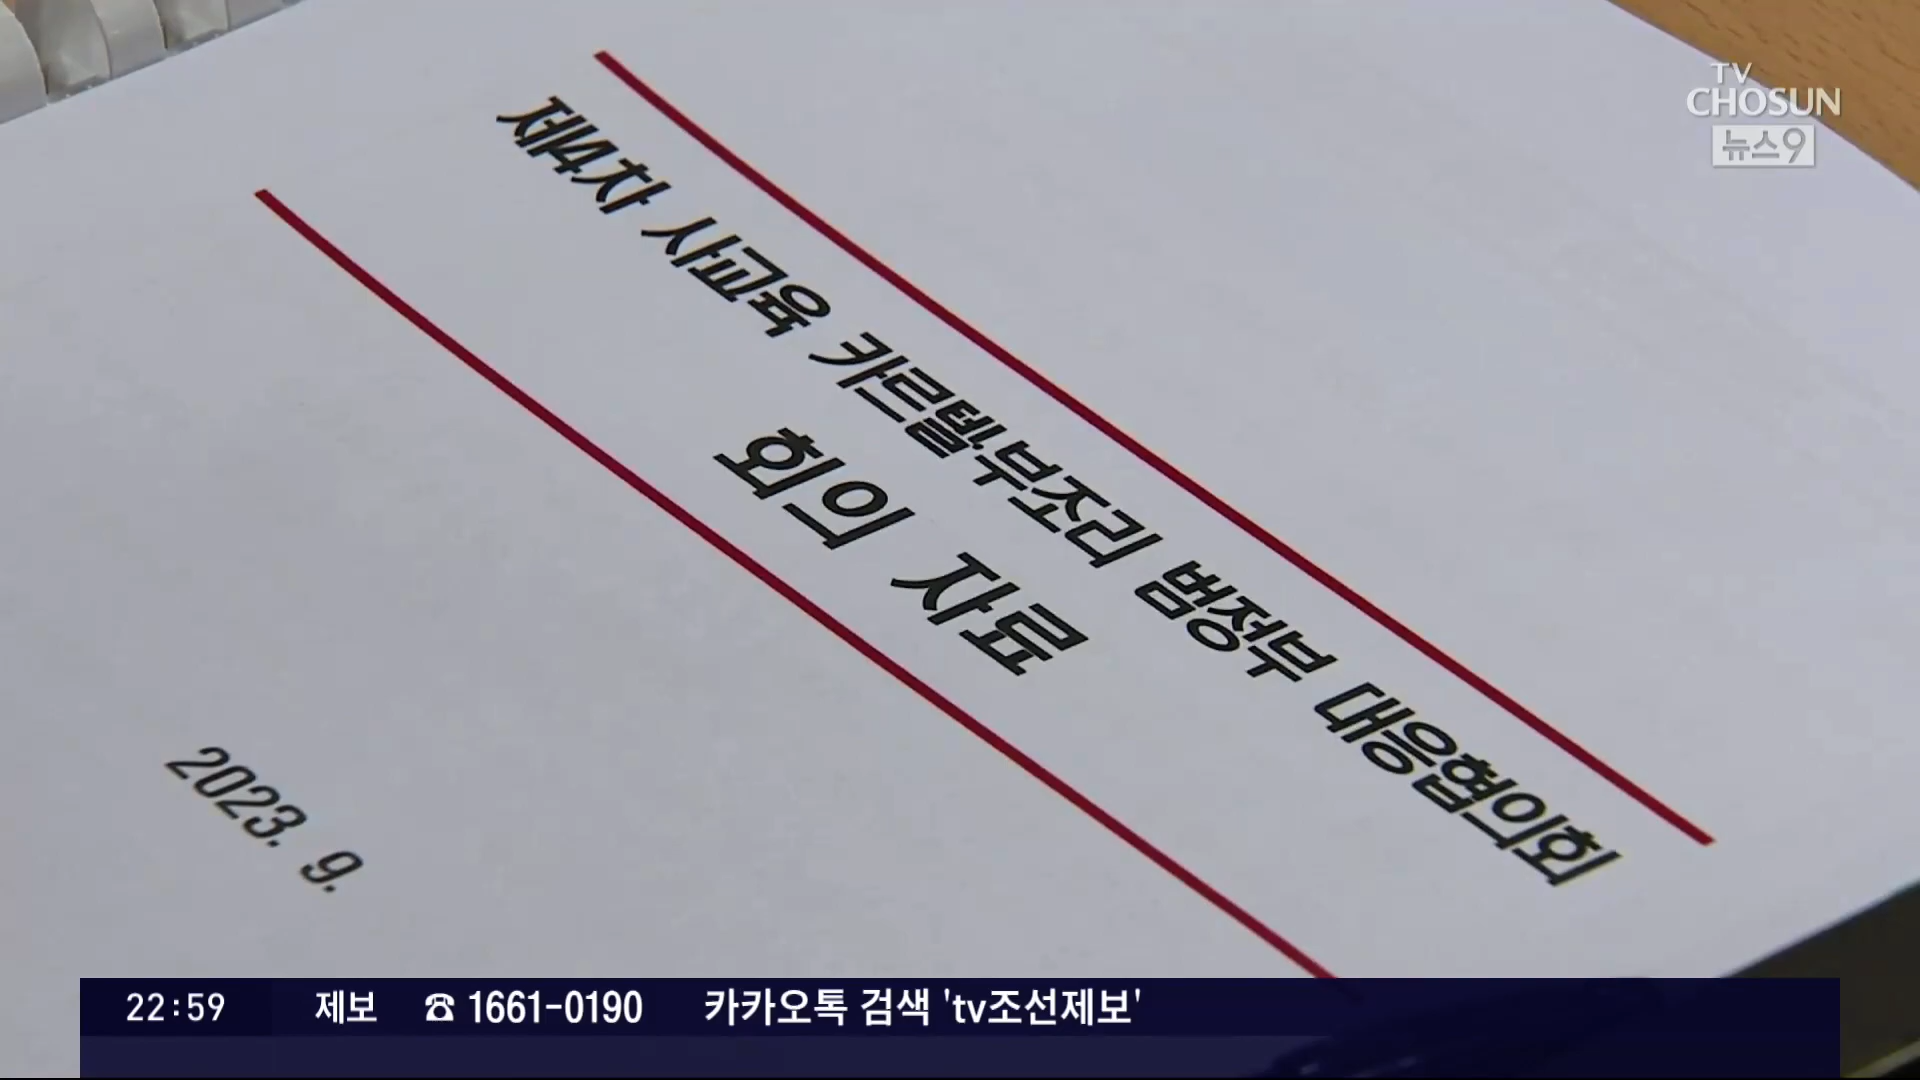 TV
CHOSUN
뉴스9
제4차 사교육 카르텔·부조리 범정부 대응협의회
회의 자료
2023. 9.
22:59 제보 ☎ 1661-0190 카카오톡 검색 'tv조선제보'